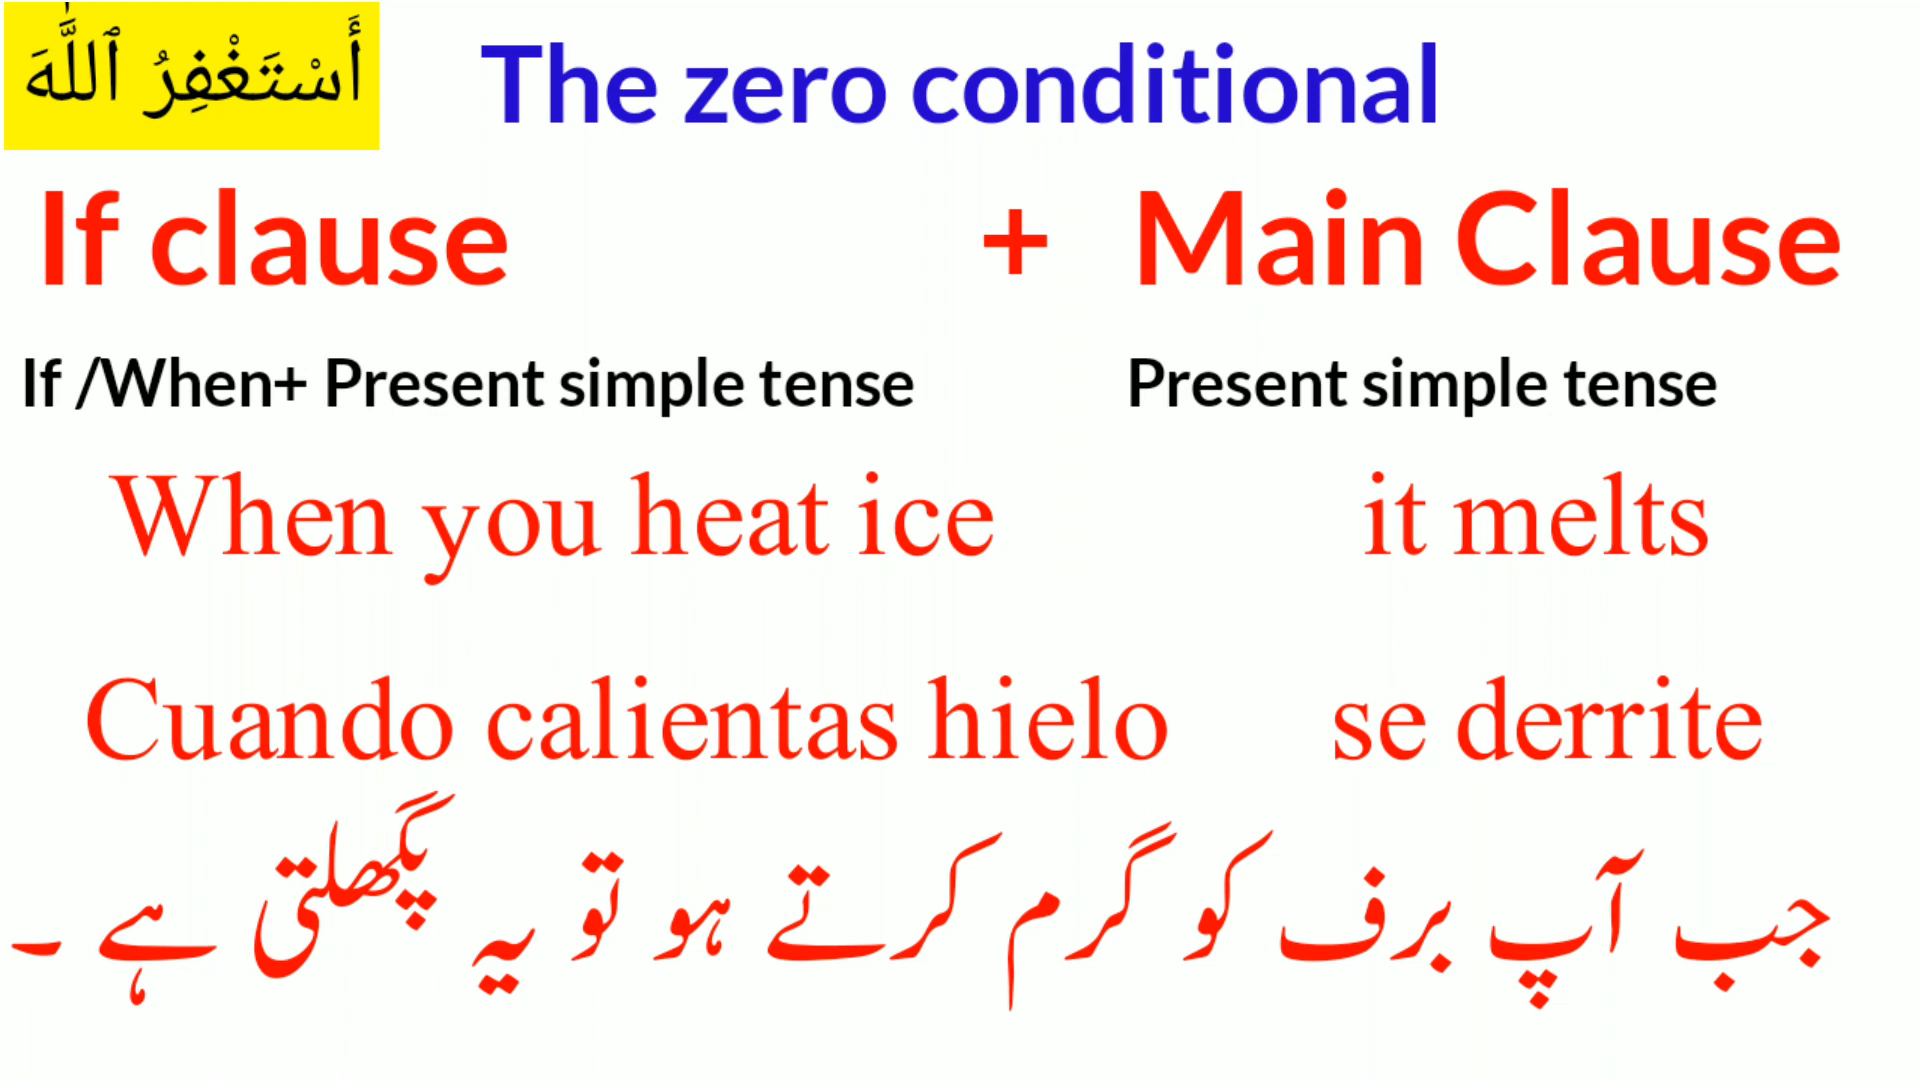 أَسْتَغْفِرُ ٱللَّٰهَ
The zero conditional
If clause + Main Clause
If /When+ Present simple tense Present simple tense
When you heat ice it melts
Cuando calientas hielo se derrite
جب آپ برف کو گرم کرتے ہو تو یہ پگھلتی ہے ۔